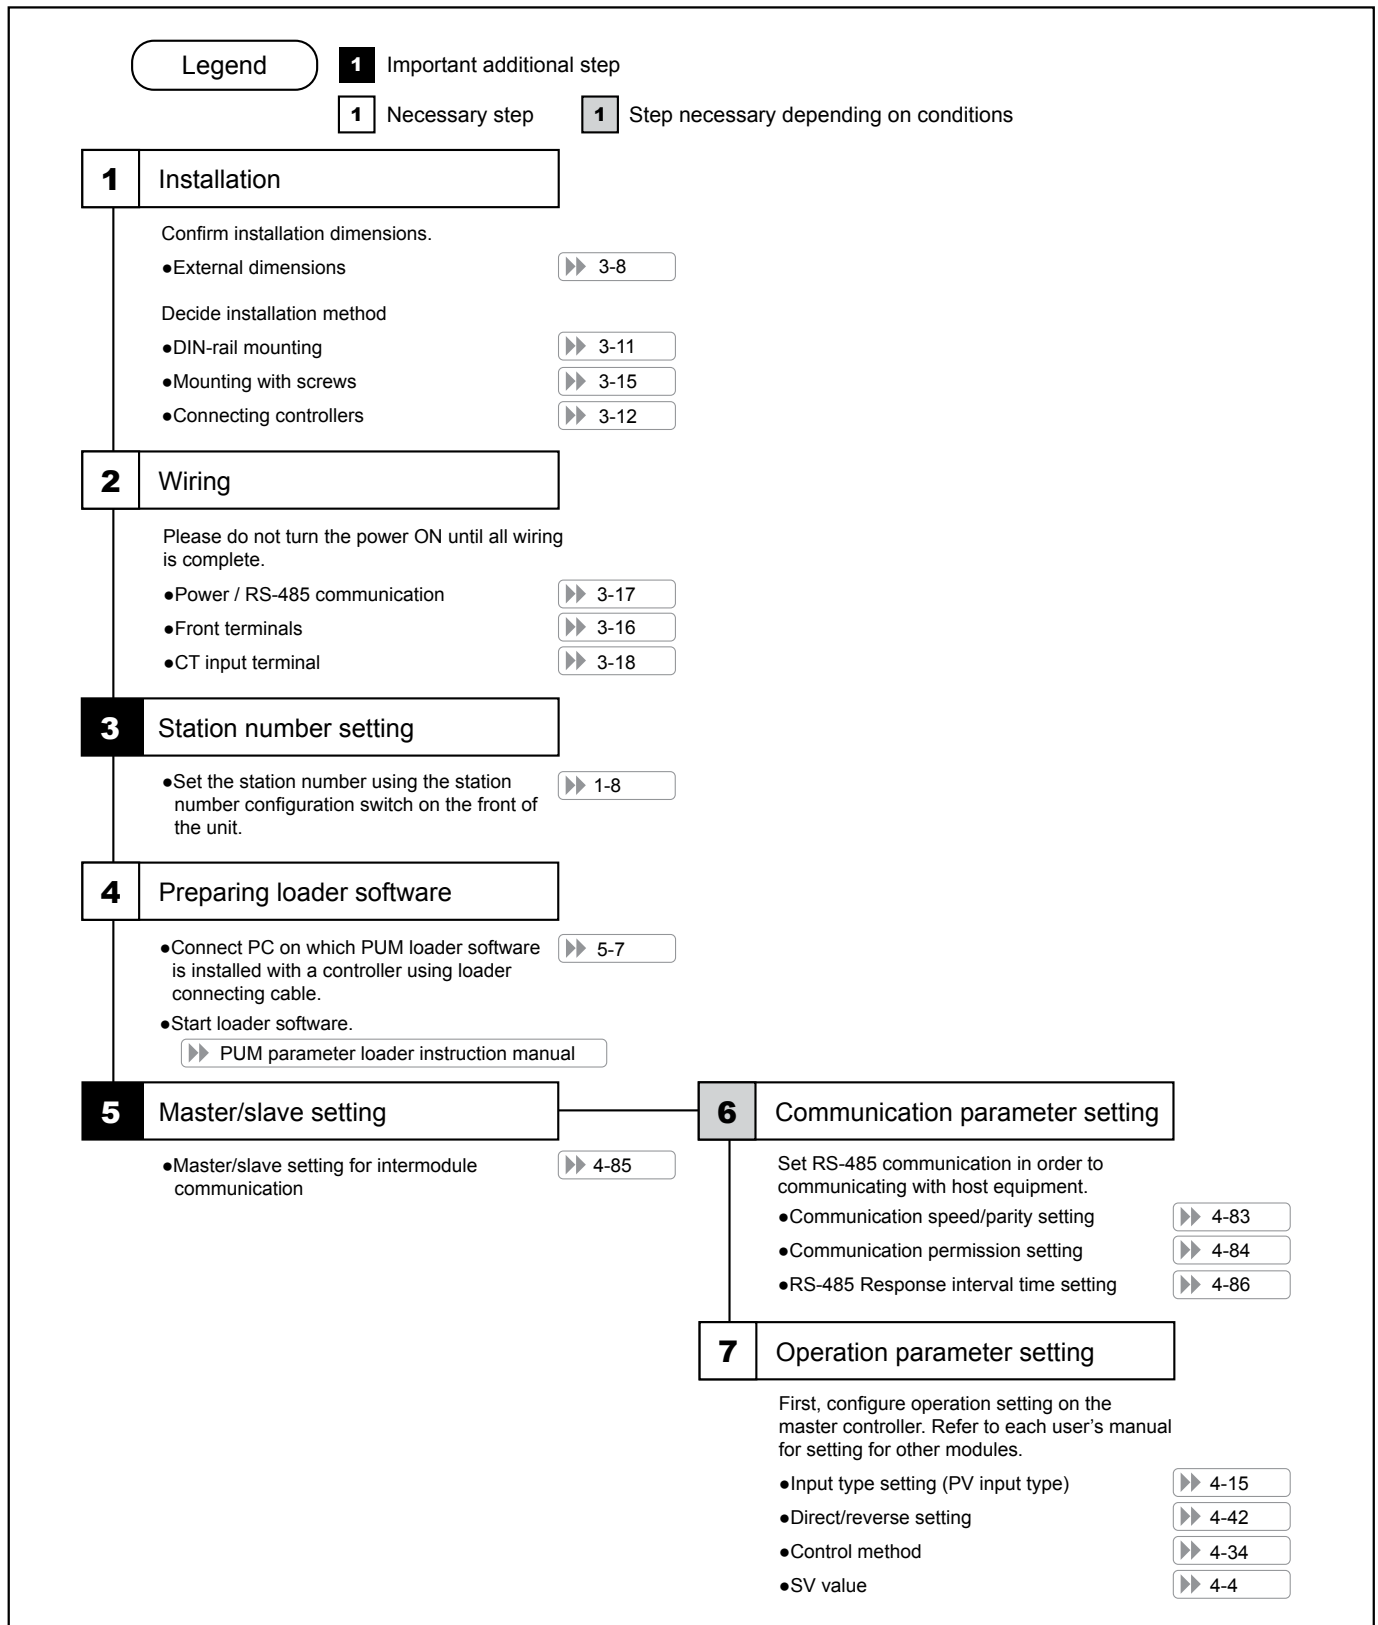 Legend
1 Important additional step
1 Necessary step
1 Step necessary depending on conditions
1 Installation
Confirm installation dimensions.
●External dimensions 3-8
Decide installation method
●DIN-rail mounting 3-11
●Mounting with screws 3-15
●Connecting controllers 3-12
2 Wiring
Please do not turn the power ON until all wiring
is complete.
●Power / RS-485 communication 3-17
●Front terminals 3-16
●CT input terminal 3-18
3 Station number setting
●Set the station number using the station 1-8
number configuration switch on the front of
the unit.
4 Preparing loader software
●Connect PC on which PUM loader software 5-7
is installed with a controller using loader
connecting cable.
●Start loader software.
PUM parameter loader instruction manual
5 Master/slave setting
●Master/slave setting for intermodule 4-85
communication
6 Communication parameter setting
Set RS-485 communication in order to
communicating with host equipment.
●Communication speed/parity setting 4-83
●Communication permission setting 4-84
●RS-485 Response interval time setting 4-86
7 Operation parameter setting
First, configure operation setting on the
master controller. Refer to each user's manual
for setting for other modules.
●Input type setting (PV input type) 4-15
●Direct/reverse setting 4-42
●Control method 4-34
●SV value 4-4